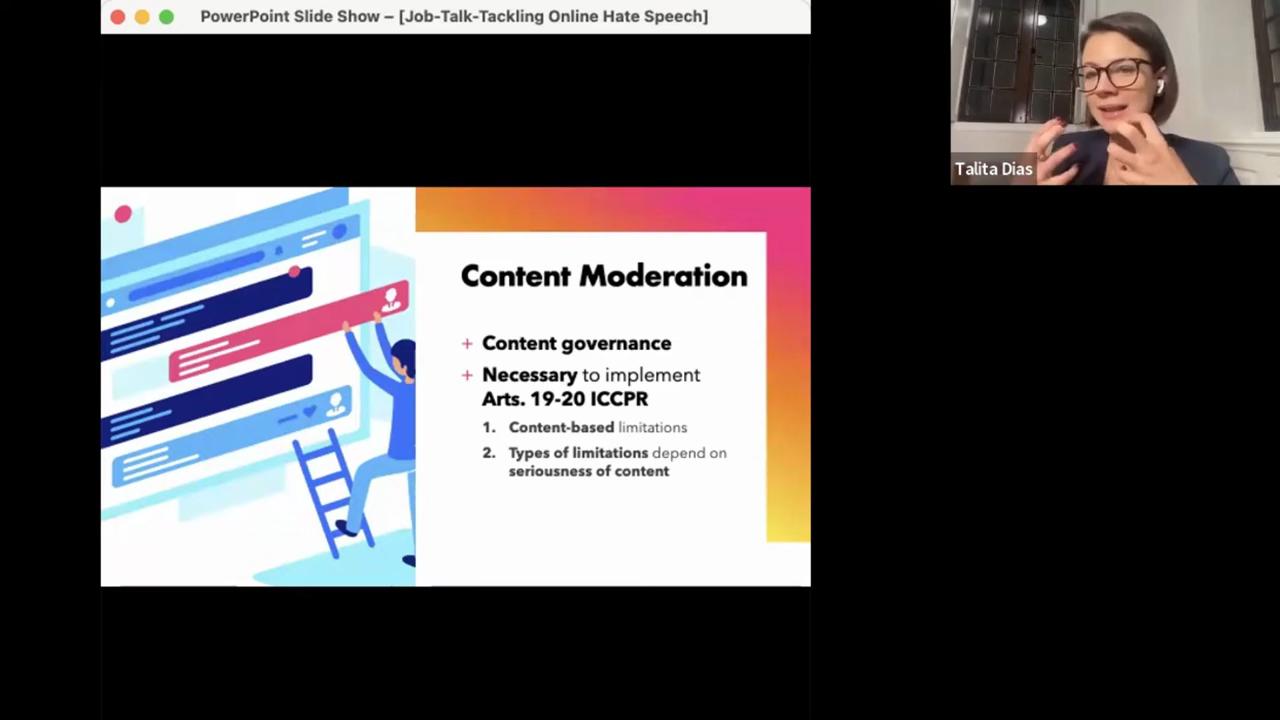 PowerPoint Slide Show – [Job-Talk-Tackling Online Hate Speech]
Talita Dias
Content Moderation
+ Content governance
+ Necessary to implement
Arts. 19-20 ICCPR
1. Content-based limitations
2. Types of limitations depend on
seriousness of content